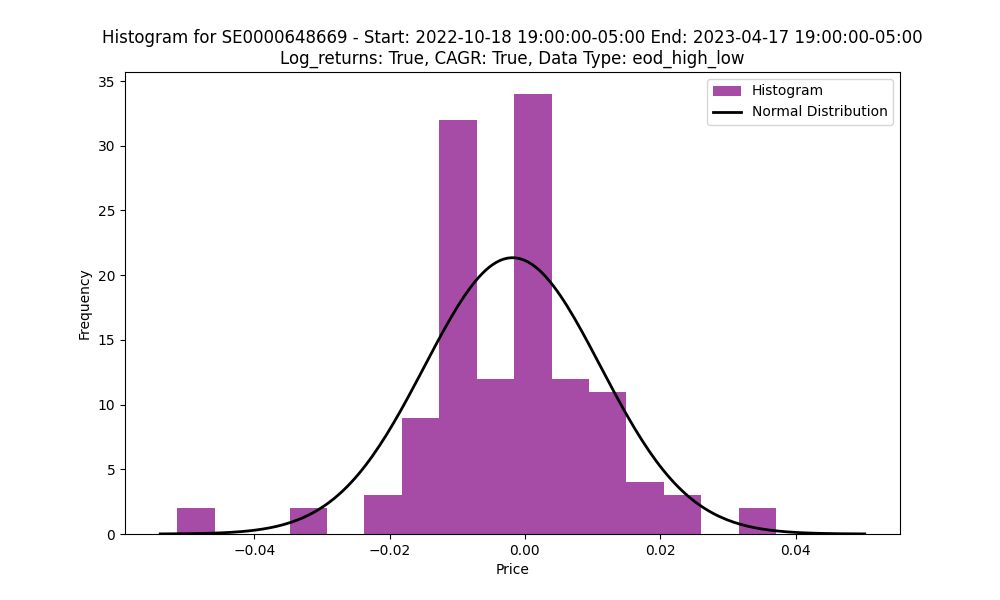 Histogram for SE0000648669 - Start: 2022-10-18 19:00:00-05:00 End: 2023-04-17 19:00:00-05:00
Log_returns: True, CAGR: True, Data Type: eod_high_low
Histogram
Normal Distribution
35
30
25
20
15
10
5
0
Frequency
−0.04
−0.02
0.00
0.02
0.04
Price